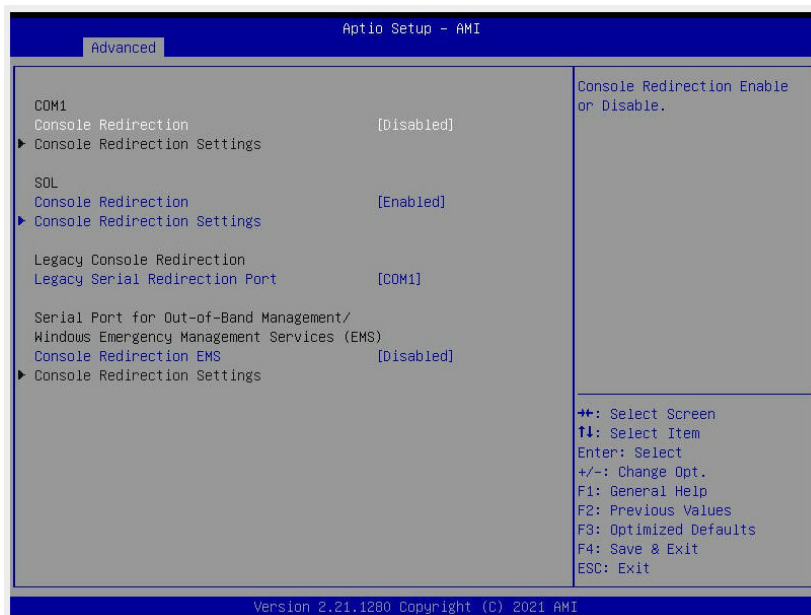 Aptio Setup – AMI
Advanced
COM1
Console Redirection [Disabled]
Console Redirection Settings
SOL
Console Redirection [Enabled]
Console Redirection Settings
Legacy Console Redirection
Legacy Serial Redirection Port [COM1]
Serial Port for Out-of-Band Management/
Windows Emergency Management Services (EMS)
Console Redirection EMS [Disabled]
Console Redirection Settings
Console Redirection Enable
or Disable.
→←: Select Screen
↑↓: Select Item
Enter: Select
+/-: Change Opt.
F1: General Help
F2: Previous Values
F3: Optimized Defaults
F4: Save & Exit
ESC: Exit
Version 2.21.1280 Copyright (C) 2021 AMI